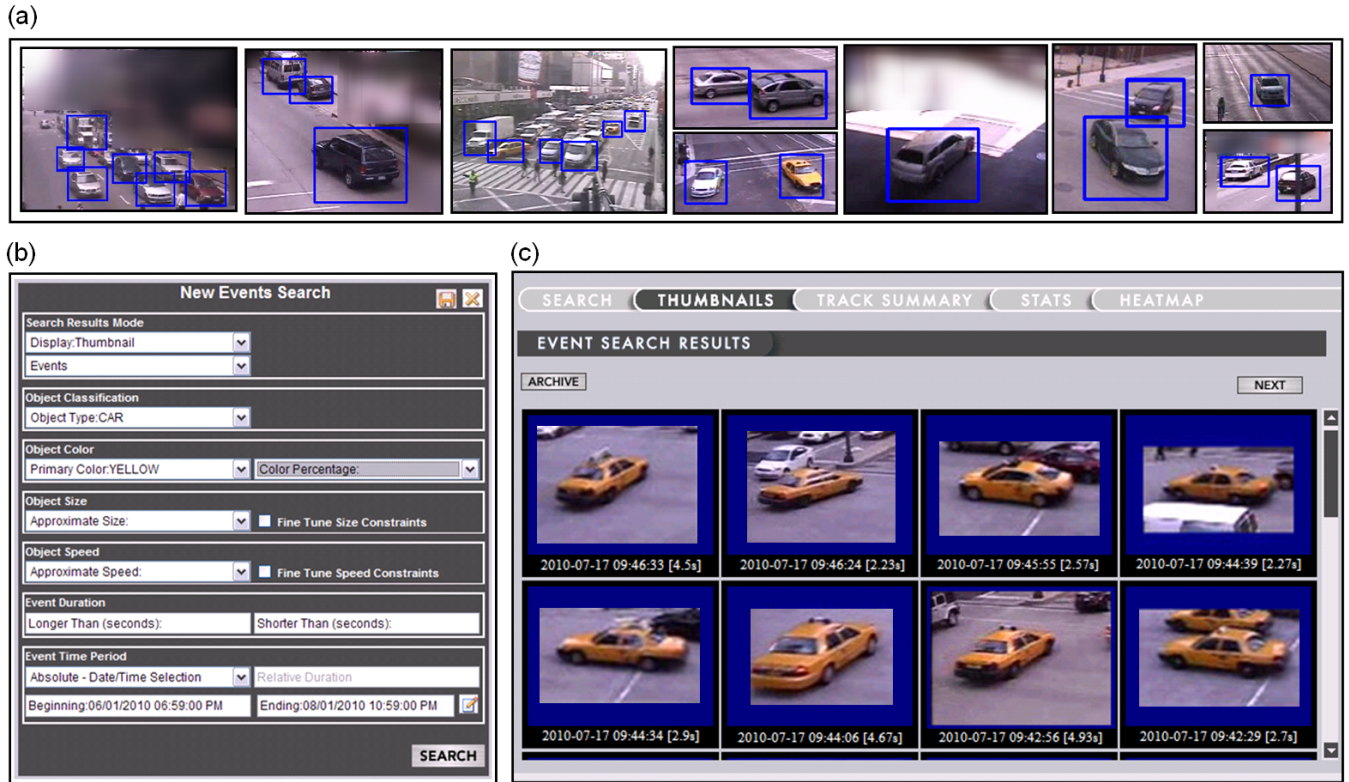 (a)
(b)
New Events Search
Search Results Mode
Display:Thumbnail
Events
Object Classification
Object Type:CAR
Object Color
Primary Color:YELLOW
Color Percentage:
Object Size
Approximate Size:
Fine Tune Size Constraints
Object Speed
Approximate Speed:
Fine Tune Speed Constraints
Event Duration
Longer Than (seconds):
Shorter Than (seconds):
Event Time Period
Absolute - Date/Time Selection
Relative Duration
Beginning:06/01/2010 06:59:00 PM
Ending:08/01/2010 10:59:00 PM
SEARCH
(c)
SEARCH
THUMBNAILS
TRACK SUMMARY
STATS
HEATMAP
EVENT SEARCH RESULTS
ARCHIVE
NEXT
2010-07-17 09:46:33 [4.5s]
2010-07-17 09:46:24 [2.23s]
2010-07-17 09:45:55 [2.57s]
2010-07-17 09:44:39 [2.27s]
2010-07-17 09:44:34 [2.9s]
2010-07-17 09:44:06 [4.67s]
2010-07-17 09:42:56 [4.93s]
2010-07-17 09:42:29 [2.7s]